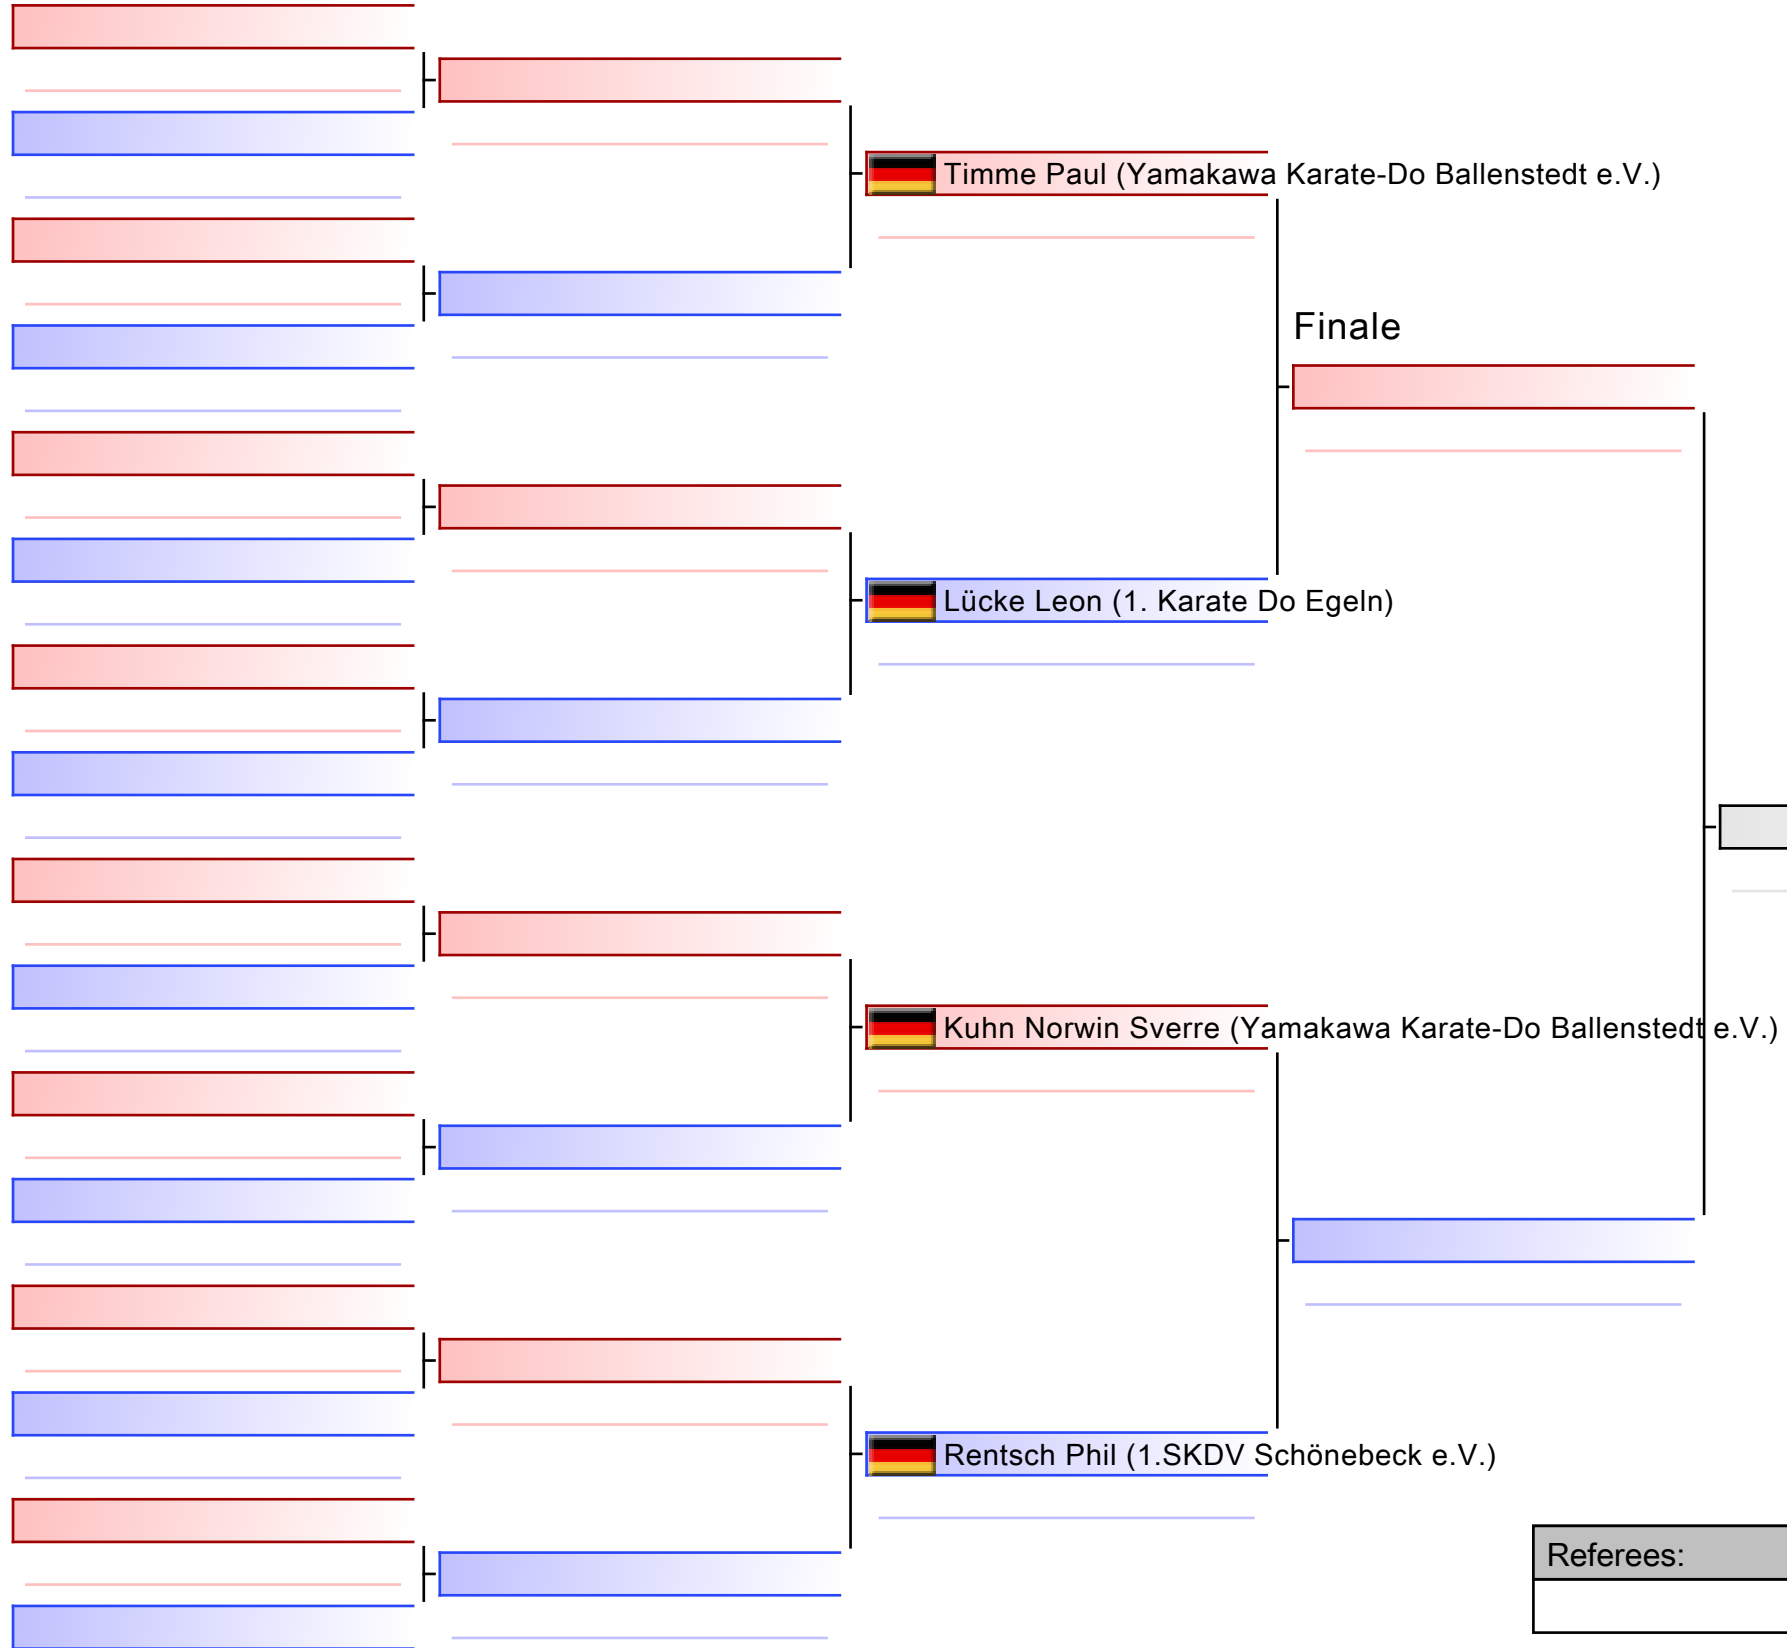 Timme Paul (Yamakawa Karate-Do Ballenstedt e.V.)
Finale
Lücke Leon (1. Karate Do Egeln)
Kuhn Norwin Sverre (Yamakawa Karate-Do Ballenstedt e.V.)
Rentsch Phil (1.SKDV Schönebeck e.V.)
Referees: